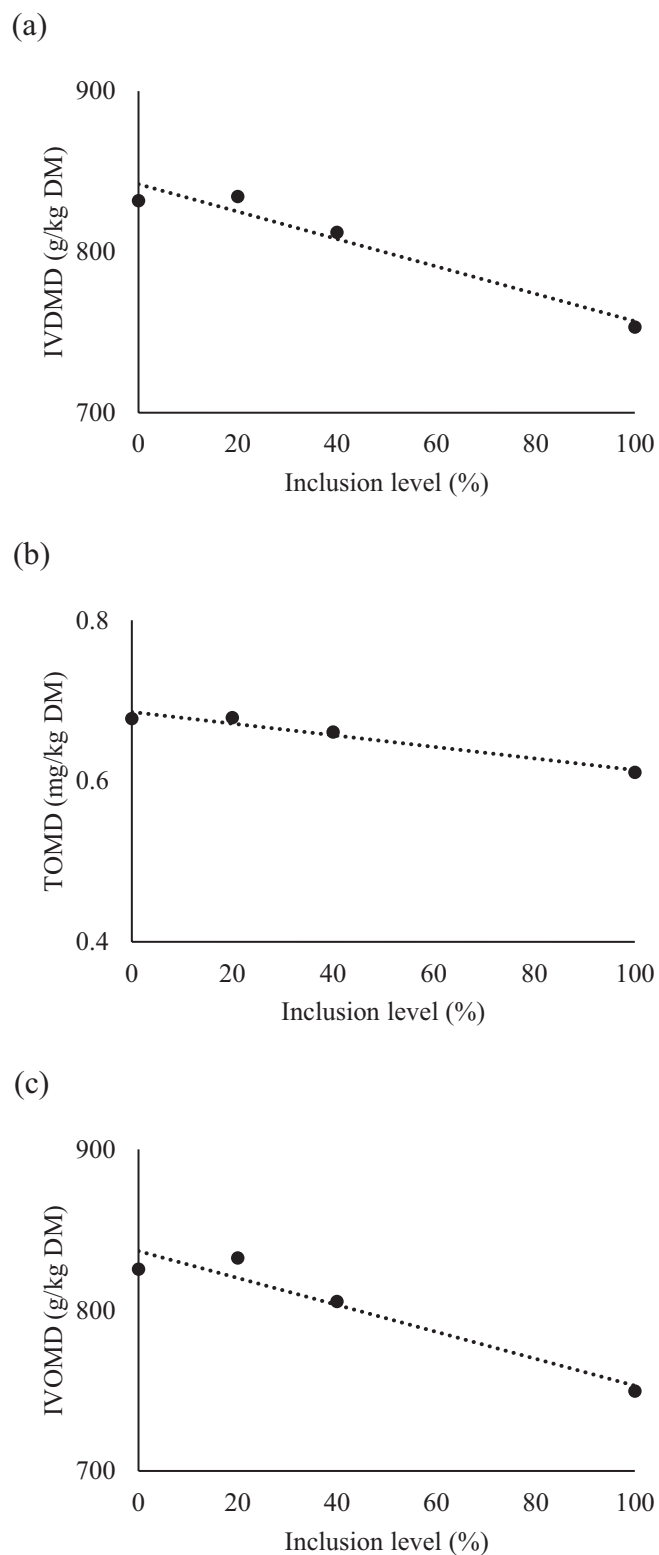 (a)
IVDMD (g/kg DM)
900
800
700
0 20 40 60 80 100
Inclusion level (%)
(b)
TOMD (mg/kg DM)
0.8
0.6
0.4
0 20 40 60 80 100
Inclusion level (%)
(c)
IVOMD (g/kg DM)
900
800
700
0 20 40 60 80 100
Inclusion level (%)